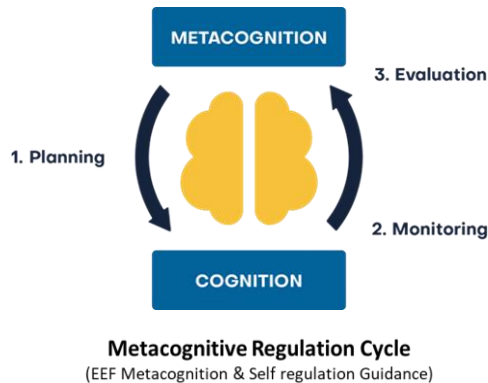 METACOGNITION
3. Evaluation
1. Planning
2. Monitoring
COGNITION
Metacognitive Regulation Cycle
(EEF Metacognition & Self regulation Guidance)